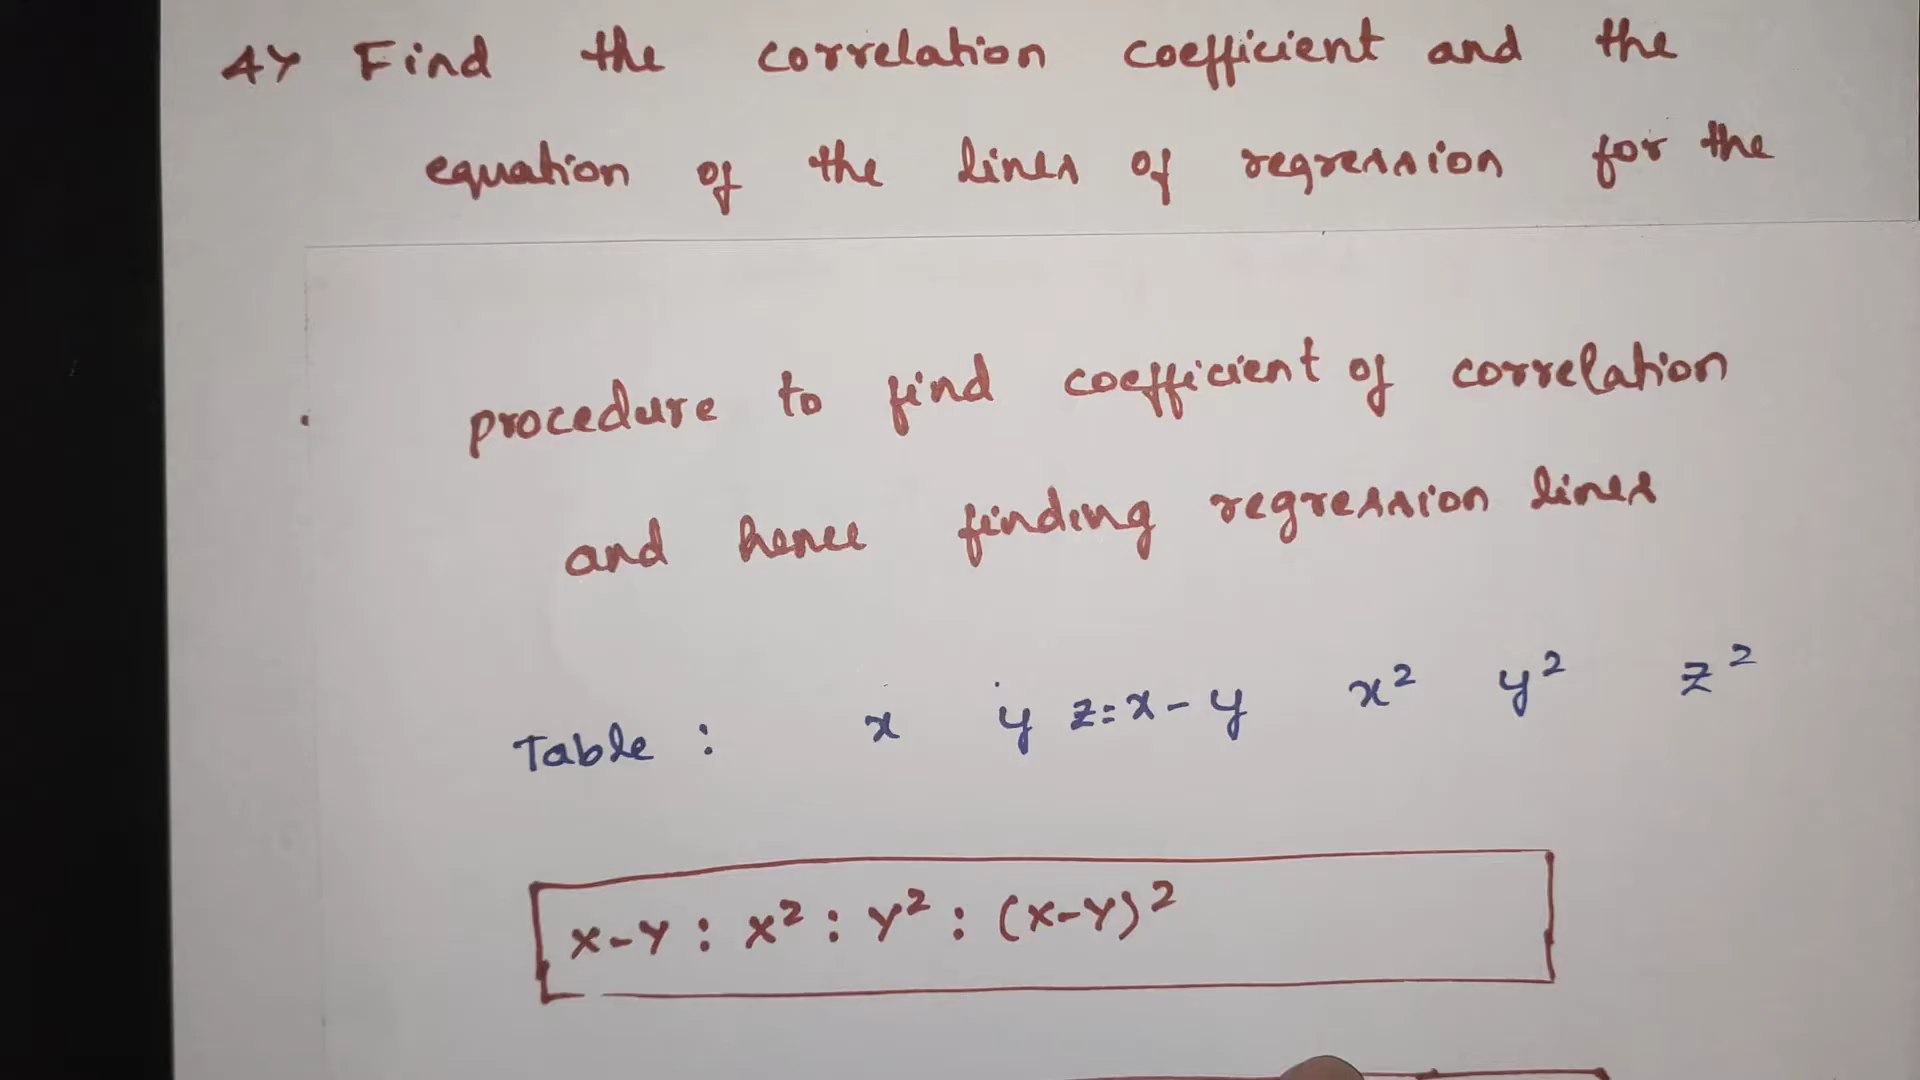 4) Find the correlation coefficient and the
equation of the lines of regression for the
procedure to find coefficient of correlation
and hence finding regression lines
Table : x y z=x-y x² y² z²
X-Y : X² : Y² : (X-Y)²